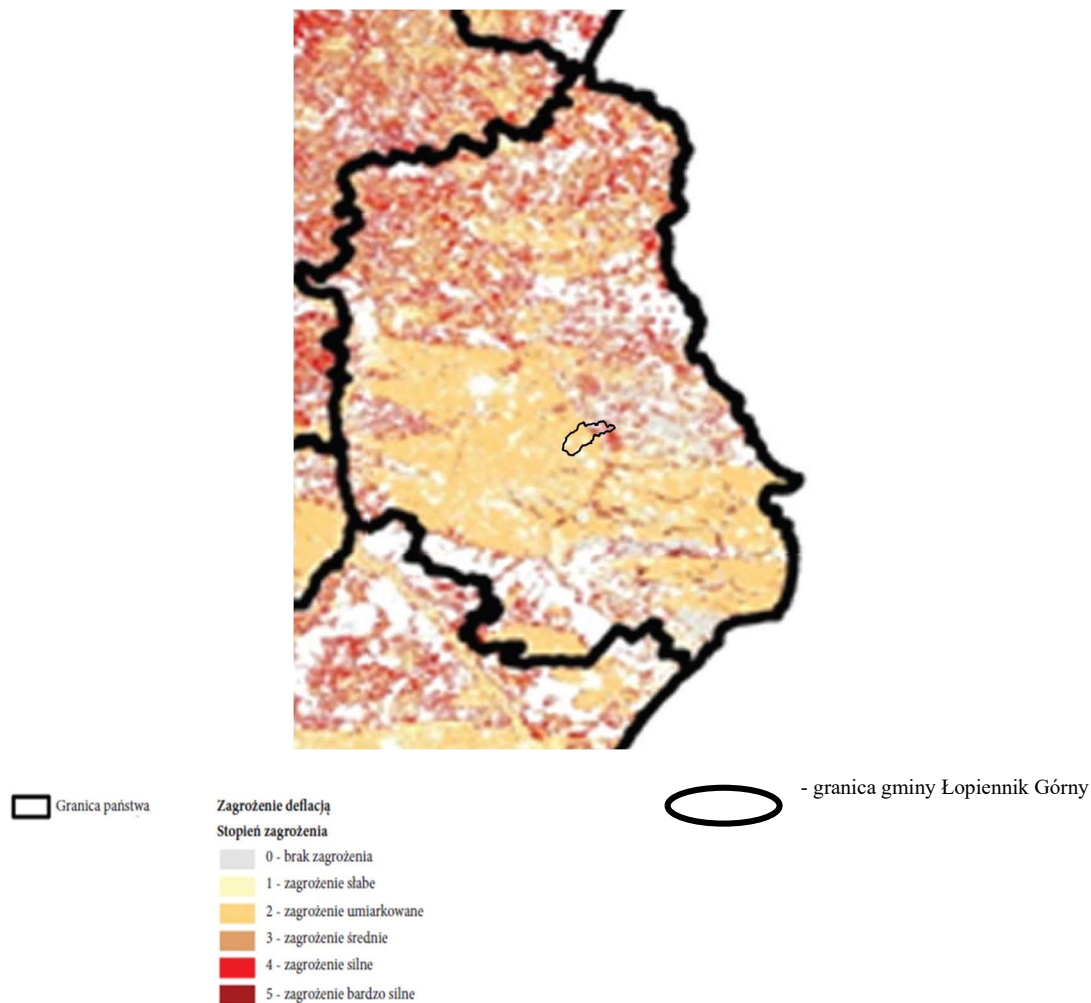 Granica państwa
Zagrożenie deflacją
Stopień zagrożenia
0 - brak zagrożenia
1 - zagrożenie słabe
2 - zagrożenie umiarkowane
3 - zagrożenie średnie
4 - zagrożenie silne
5 - zagrożenie bardzo silne
- granica gminy Łopiennik Górny